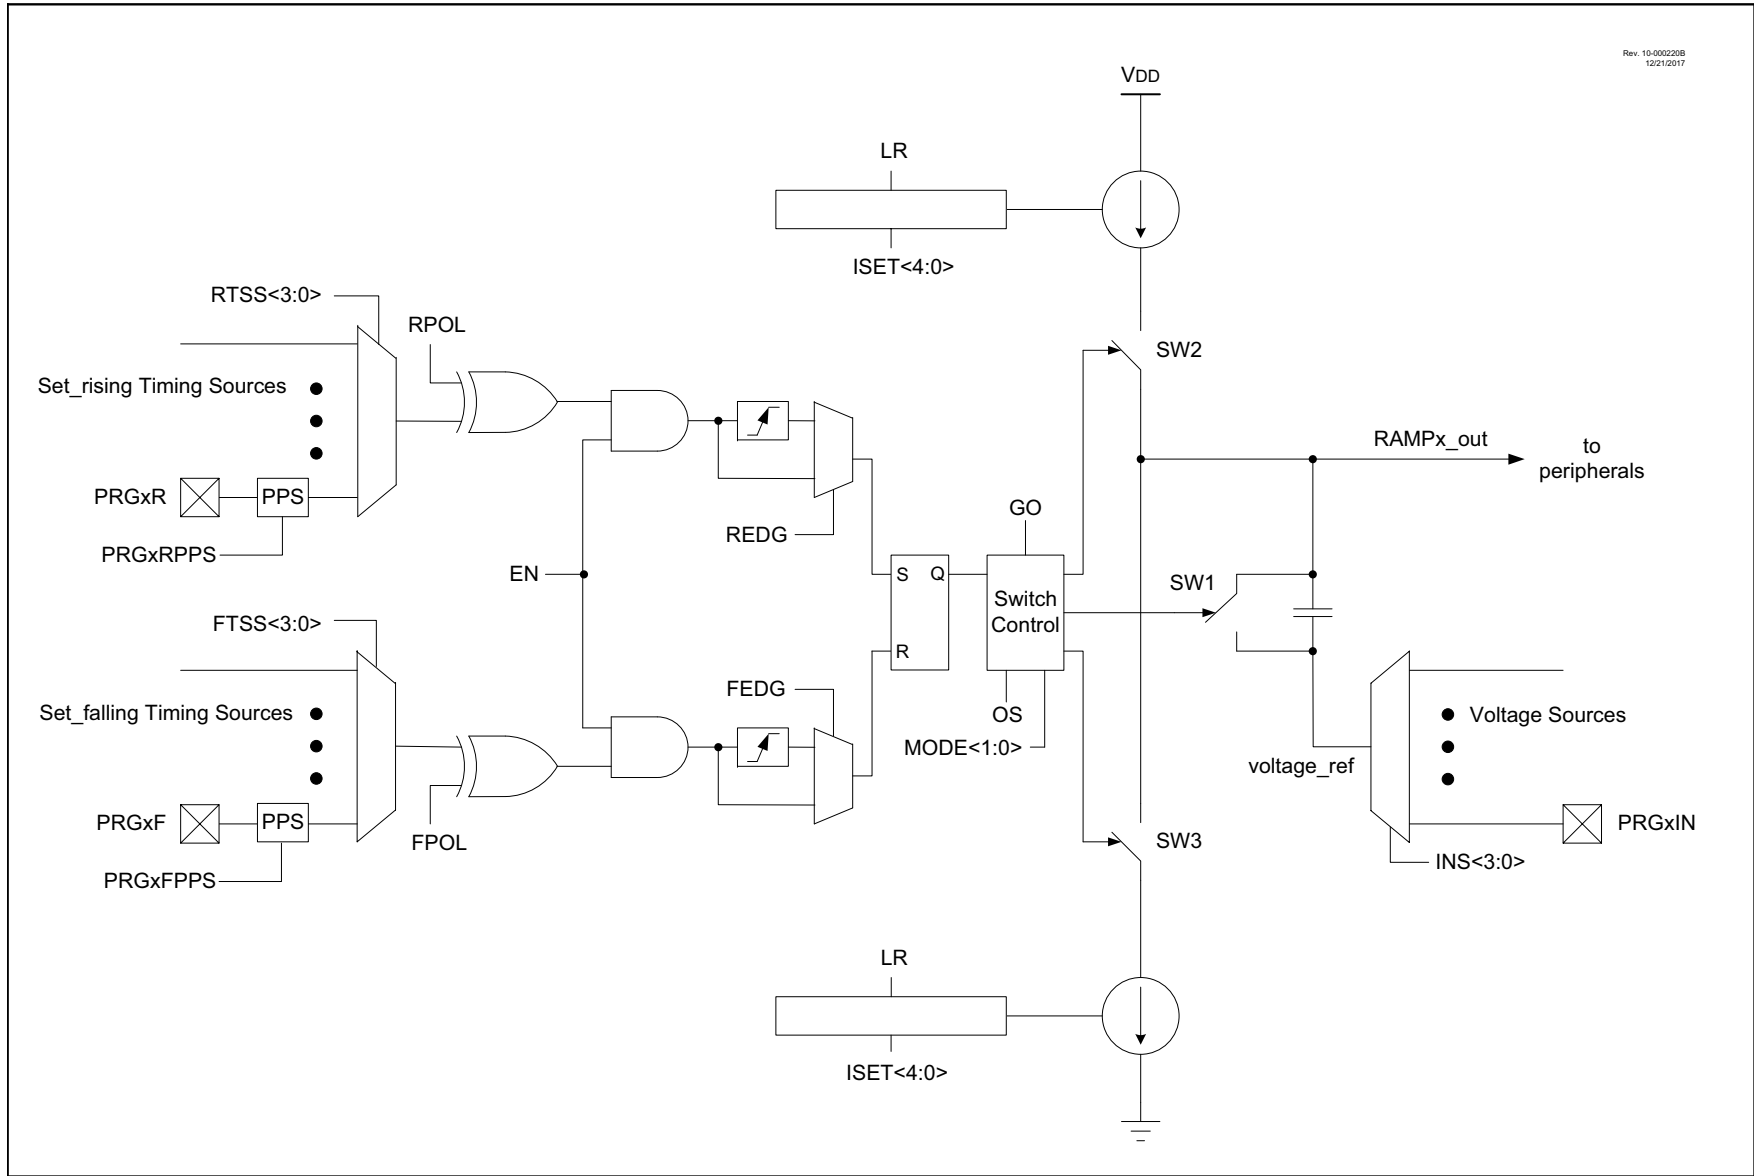 Rev. 10-000220B
12/21/2017
VDD
LR
ISET<4:0>
RTSS<3:0>
RPOL
SW2
Set_rising Timing Sources
RAMPx_out
to
peripherals
PRGxR
PPS
GO
REDG
PRGxRPPS
EN
S
Q
SW1
Switch
Control
FTSS<3:0>
R
FEDG
Set_falling Timing Sources
OS
Voltage Sources
MODE<1:0>
voltage_ref
PRGxF
PPS
PRGxIN
FPOL
SW3
INS<3:0>
PRGxFPPS
LR
ISET<4:0>